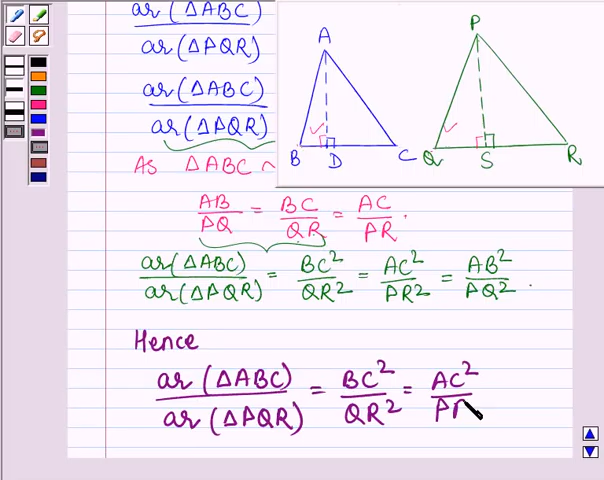 ar(ΔABC)
ar(ΔPQR)
ar(ΔABC)
ar(ΔPQR)
A
B D C
P
Q S R
As ΔABC ~
AB/PQ = BC/QR = AC/PR.
ar(ΔABC)/ar(ΔPQR) = BC²/QR² = AC²/PR² = AB²/PQ².
Hence
ar(ΔABC)/ar(ΔPQR) = BC²/QR² = AC²/PR